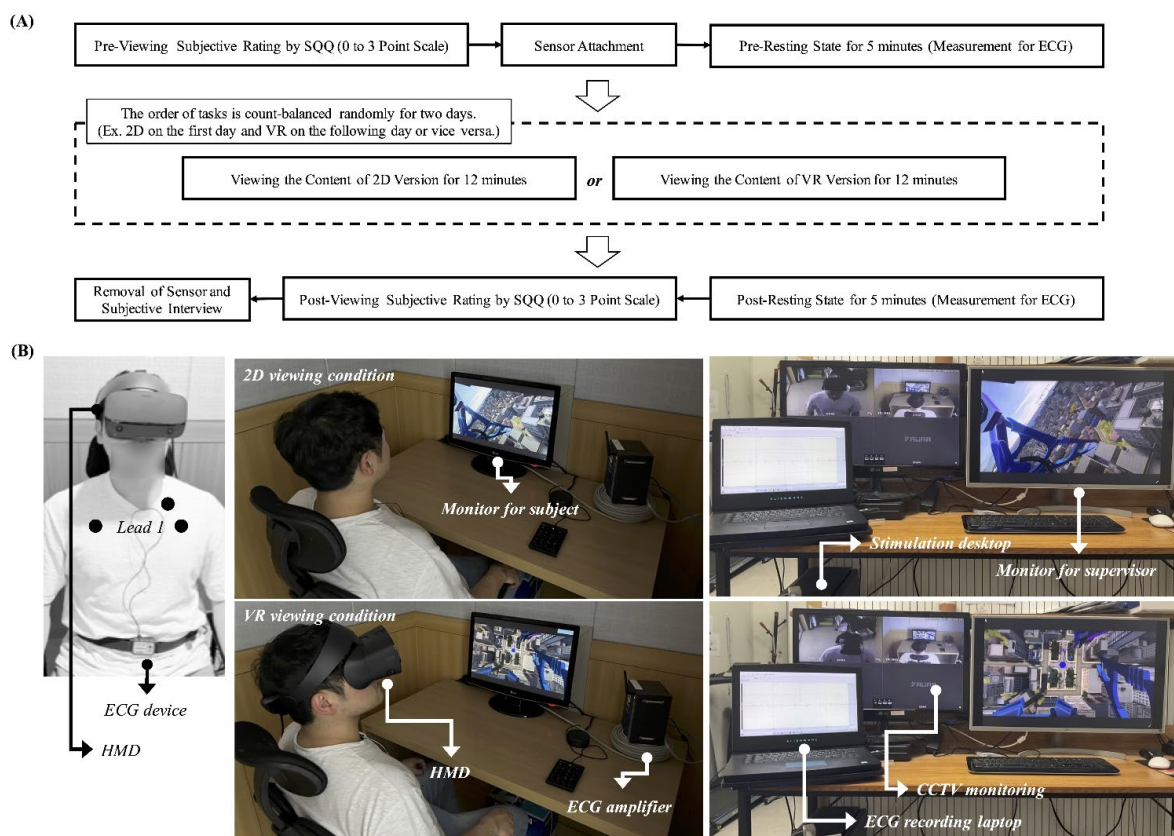 (A)
Pre-Viewing Subjective Rating by SQQ (0 to 3 Point Scale)
Sensor Attachment
Pre-Resting State for 5 minutes (Measurement for ECG)
The order of tasks is count-balanced randomly for two days.
(Ex. 2D on the first day and VR on the following day or vice versa.)
Viewing the Content of 2D Version for 12 minutes
or
Viewing the Content of VR Version for 12 minutes
Removal of Sensor and
Subjective Interview
Post-Viewing Subjective Rating by SQQ (0 to 3 Point Scale)
Post-Resting State for 5 minutes (Measurement for ECG)
(B)
Lead 1
ECG device
HMD
2D viewing condition
Monitor for subject
Stimulation desktop
Monitor for supervisor
VR viewing condition
HMD
ECG amplifier
CCTV monitoring
ECG recording laptop
ALIENWARE